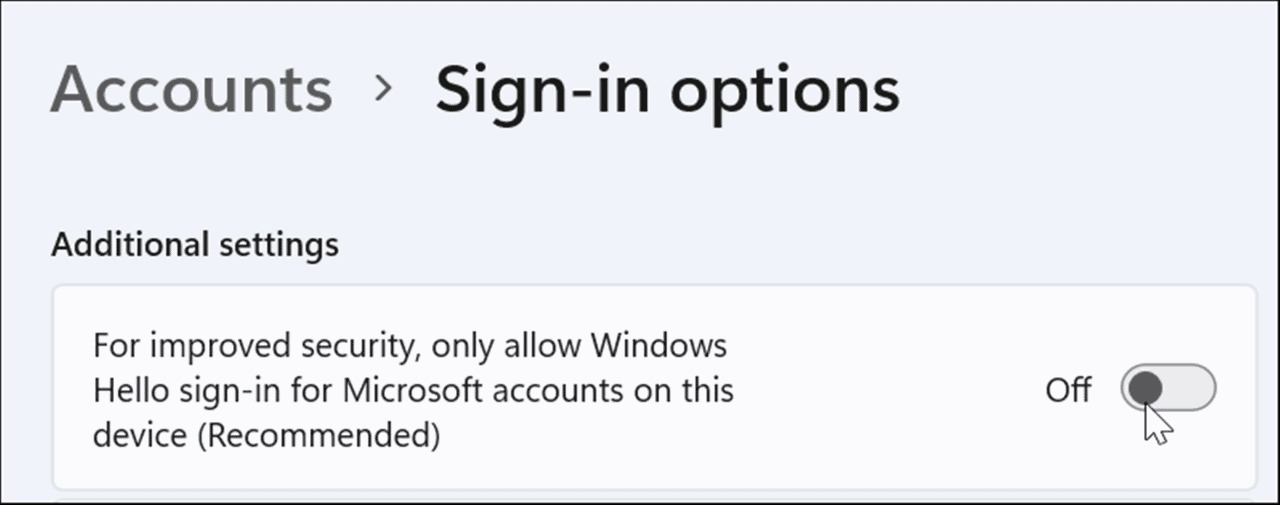 Accounts > Sign-in options
Additional settings
For improved security, only allow Windows
Hello sign-in for Microsoft accounts on this
device (Recommended)
Off